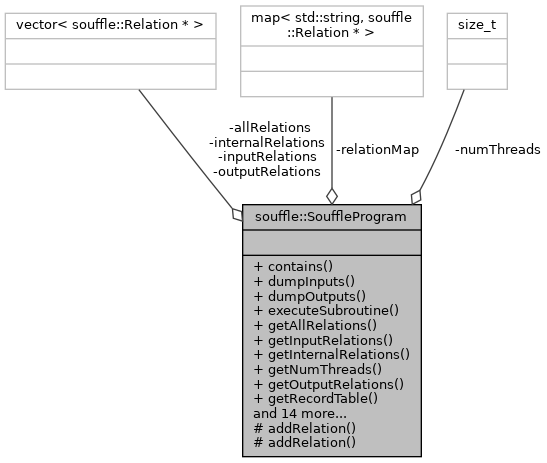 vector< souffle::Relation * >
map< std::string, souffle
::Relation * >
size_t
-allRelations
-internalRelations
-inputRelations
-outputRelations
-relationMap
-numThreads
souffle::SouffleProgram
+ contains()
+ dumpInputs()
+ dumpOutputs()
+ executeSubroutine()
+ getAllRelations()
+ getInputRelations()
+ getInternalRelations()
+ getNumThreads()
+ getOutputRelations()
+ getRecordTable()
and 14 more...
# addRelation()
# addRelation()